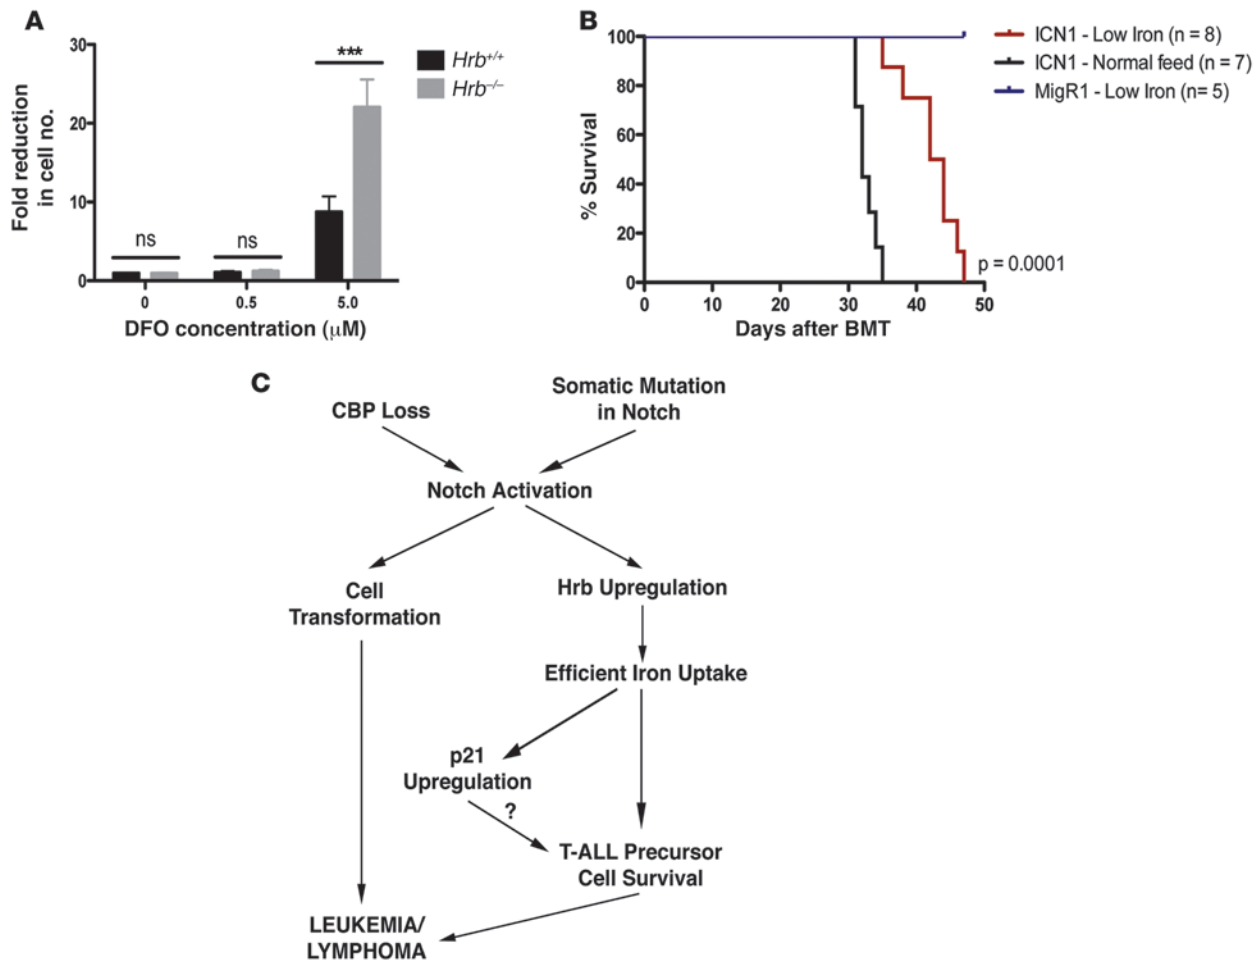 A
Fold reduction
in cell no.
30
20
10
0
ns
ns
***
Hrb+/+
Hrb−/−
0
0.5
5.0
DFO concentration (μM)
B
% Survival
100
80
60
40
20
0
0
10
20
30
40
50
Days after BMT
p = 0.0001
ICN1 - Low Iron (n = 8)
ICN1 - Normal feed (n = 7)
MigR1 - Low Iron (n= 5)
C
CBP Loss
Somatic Mutation
in Notch
Notch Activation
Cell
Transformation
Hrb Upregulation
Efficient Iron Uptake
p21
Upregulation
?
T-ALL Precursor
Cell Survival
LEUKEMIA/
LYMPHOMA